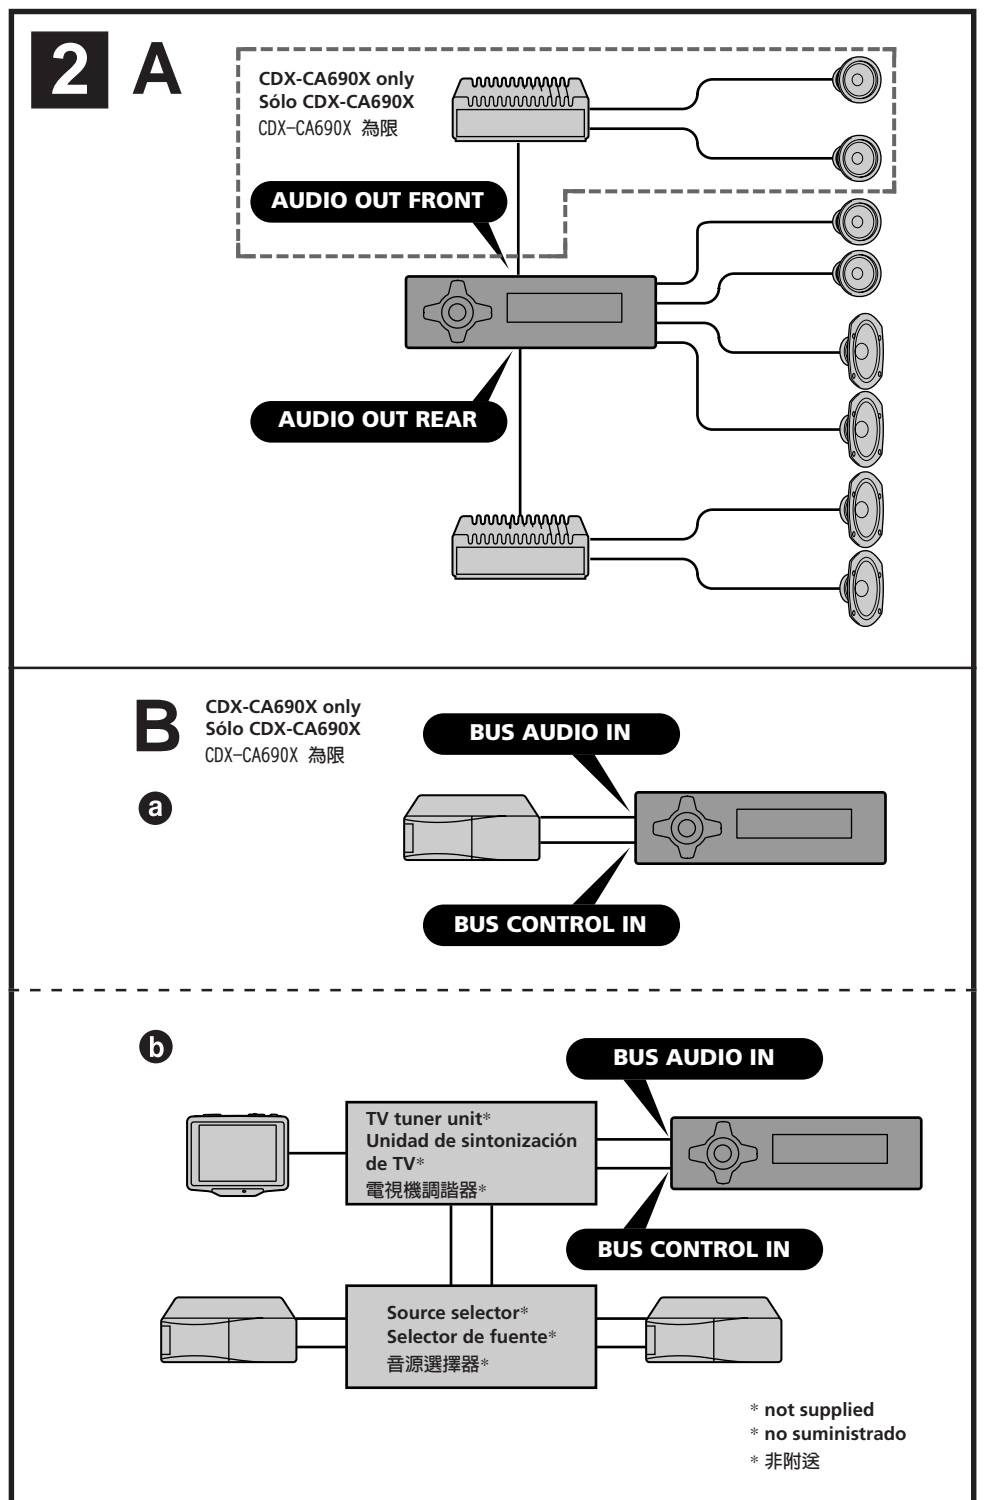 2 A
CDX-CA690X only
Sólo CDX-CA690X
CDX-CA690X 為限
AUDIO OUT FRONT
AUDIO OUT REAR
B
CDX-CA690X only
Sólo CDX-CA690X
CDX-CA690X 為限
BUS AUDIO IN
a
BUS CONTROL IN
b
BUS AUDIO IN
TV tuner unit*
Unidad de sintonización
de TV*
電視機調諧器*
BUS CONTROL IN
Source selector*
Selector de fuente*
音源選擇器*
* not supplied
* no suministrado
* 非附送